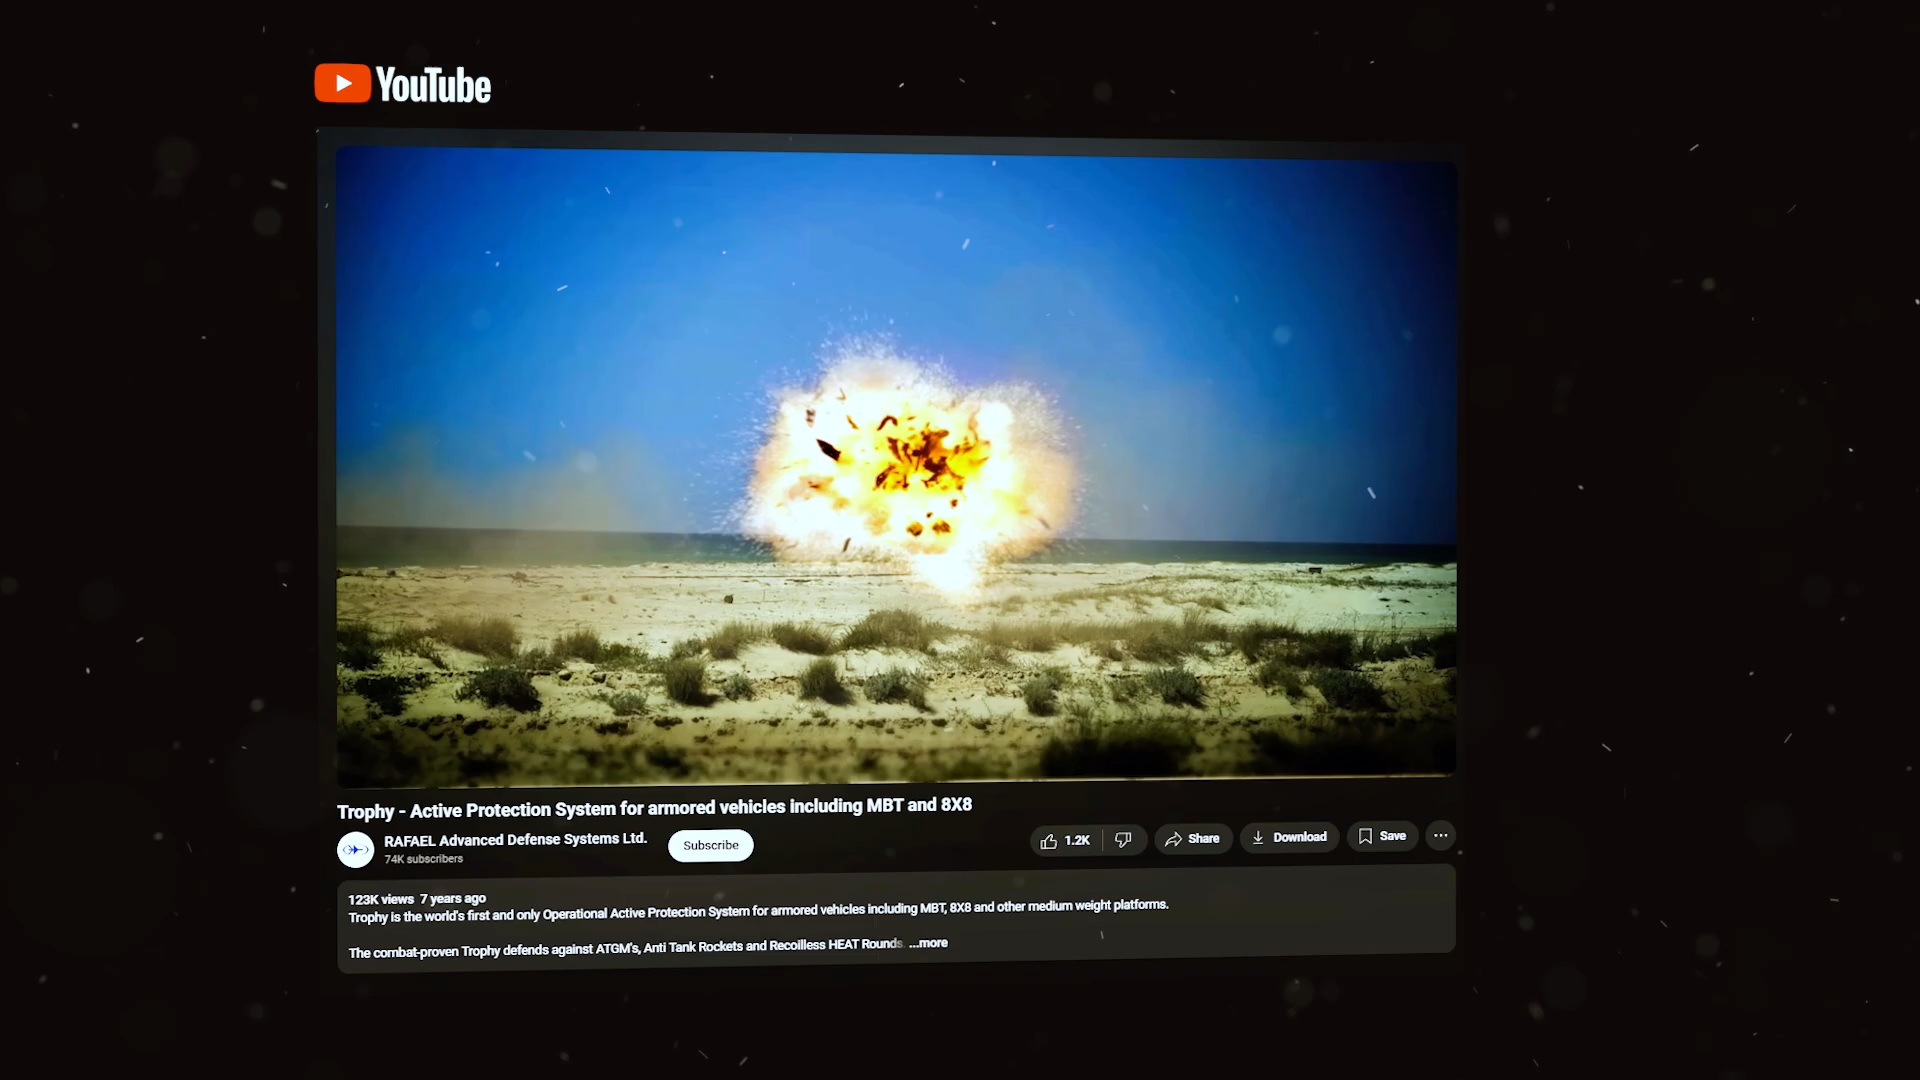 YouTube
Trophy - Active Protection System for armored vehicles including MBT and 8X8
RAFAEL Advanced Defense Systems Ltd.
74K subscribers
Subscribe
1.2K
Share
Download
Save
123K views 7 years ago
Trophy is the world's first and only Operational Active Protection System for armored vehicles including MBT, 8X8 and other medium weight platforms.
The combat-proven Trophy defends against ATGM's, Anti Tank Rockets and Recoilless HEAT Rounds. ...more